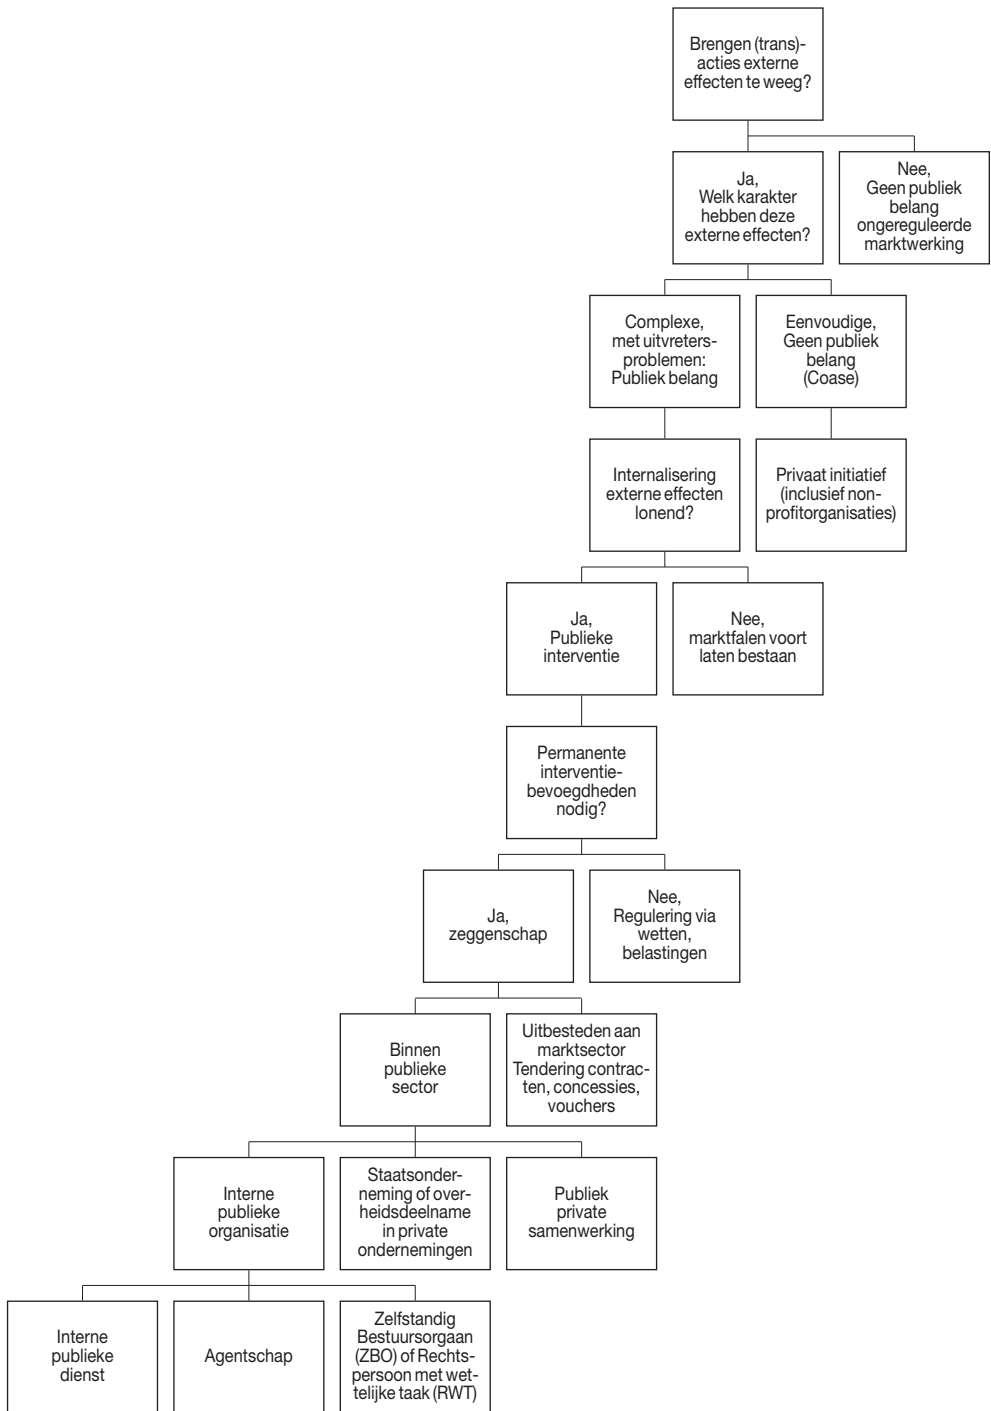 Brengen (trans)-
acties externe
effecten te weeg?
Ja,
Welk karakter
hebben deze
externe effecten?
Nee,
Geen publiek
belang
ongereguleerde
marktwerking
Complexe,
met uitvreters-
problemen:
Publiek belang
Eenvoudige,
Geen publiek
belang
(Coase)
Internalisering
externe effecten
lonend?
Privaat initiatief
(inclusief non-
profitorganisaties)
Ja,
Publieke
interventie
Nee,
marktfalen voort
laten bestaan
Permanente
interventie-
bevoegdheden
nodig?
Ja,
zeggenschap
Nee,
Regulering via
wetten,
belastingen
Binnen
publieke
sector
Uitbesteden aan
marktsector
Tendering contrac-
ten, concessies,
vouchers
Interne
publieke
organisatie
Staatsonder-
neming of over-
heidsdeelname
in private
ondernemingen
Publiek
private
samenwerking
Interne
publieke
dienst
Agentschap
Zelfstandig
Bestuursorgaan
(ZBO) of Rechts-
persoon met wet-
telijke taak (RWT)